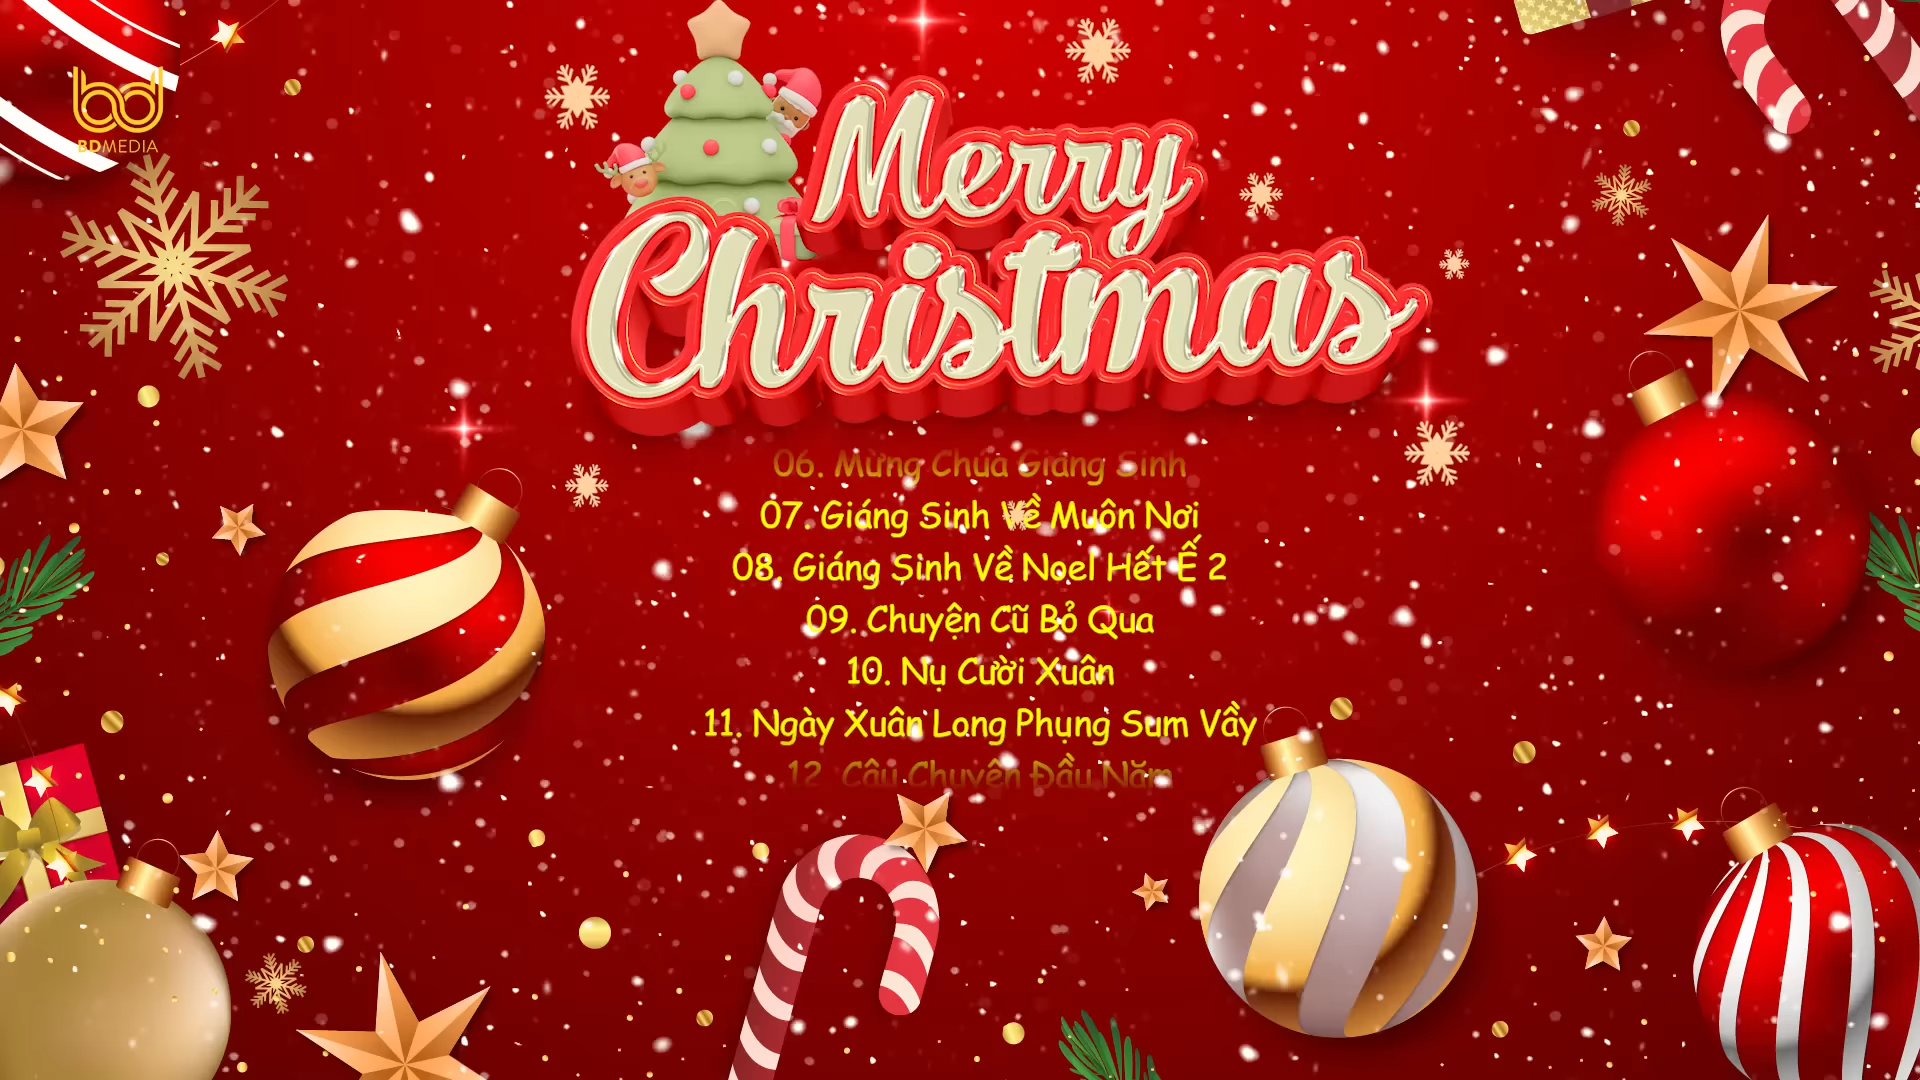 BDMEDIA
Merry
Christmas
06. Mừng Chúa Giáng Sinh
07. Giáng Sinh Về Muôn Nơi
08. Giáng Sinh Về Noel Hết Ế 2
09. Chuyện Cũ Bỏ Qua
10. Nụ Cười Xuân
11. Ngày Xuân Long Phụng Sum Vầy
12. Câu Chuyện Đầu Năm